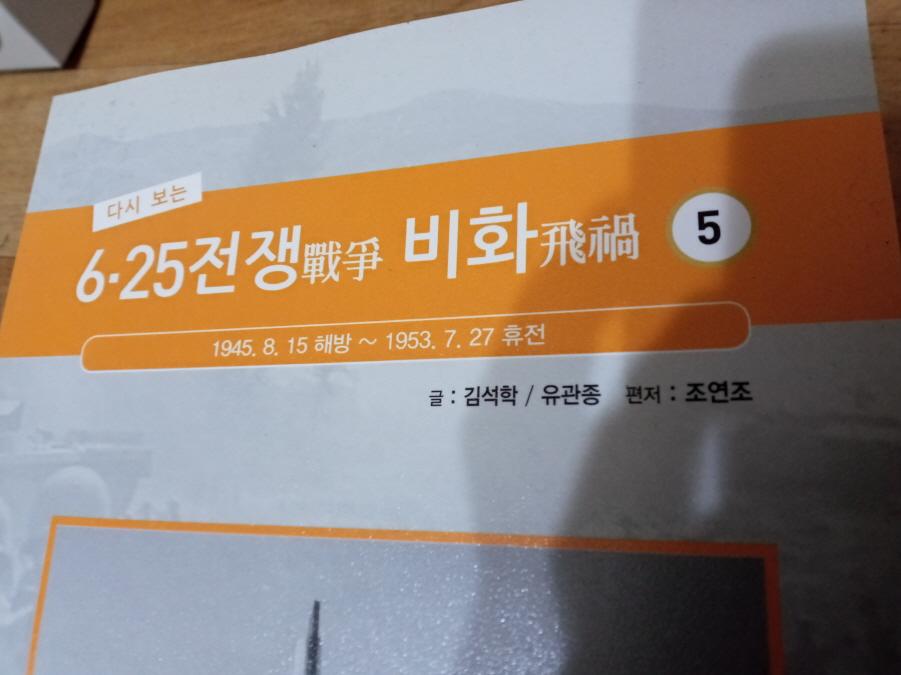 다시 보는
6·25전쟁戰爭 비화飛禍 5
1945. 8. 15 해방 ~ 1953. 7. 27 휴전
글 : 김석학 / 유관종 편저 : 조연조